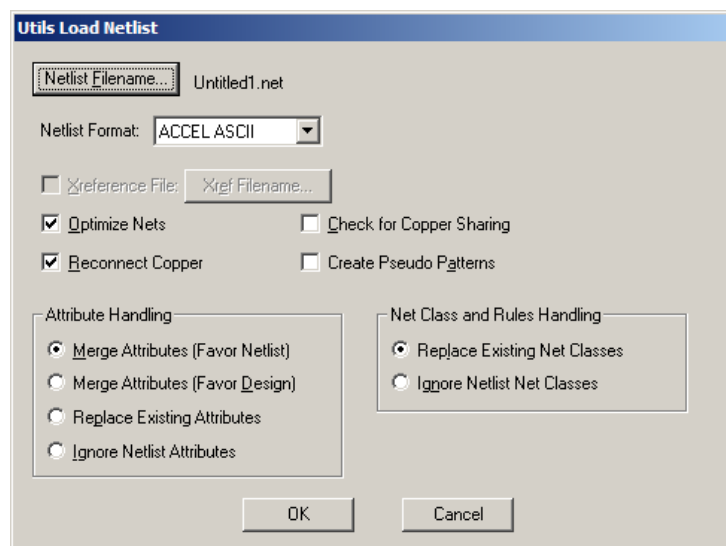 Utils Load Netlist
Netlist Filename... Untitled1.net
Netlist Format: ACCEL ASCII
Xreference File: Xref Filename...
Optimize Nets Check for Copper Sharing
Reconnect Copper Create Pseudo Patterns
Attribute Handling Net Class and Rules Handling
Merge Attributes (Favor Netlist) Replace Existing Net Classes
Merge Attributes (Favor Design) Ignore Netlist Net Classes
Replace Existing Attributes
Ignore Netlist Attributes
OK Cancel